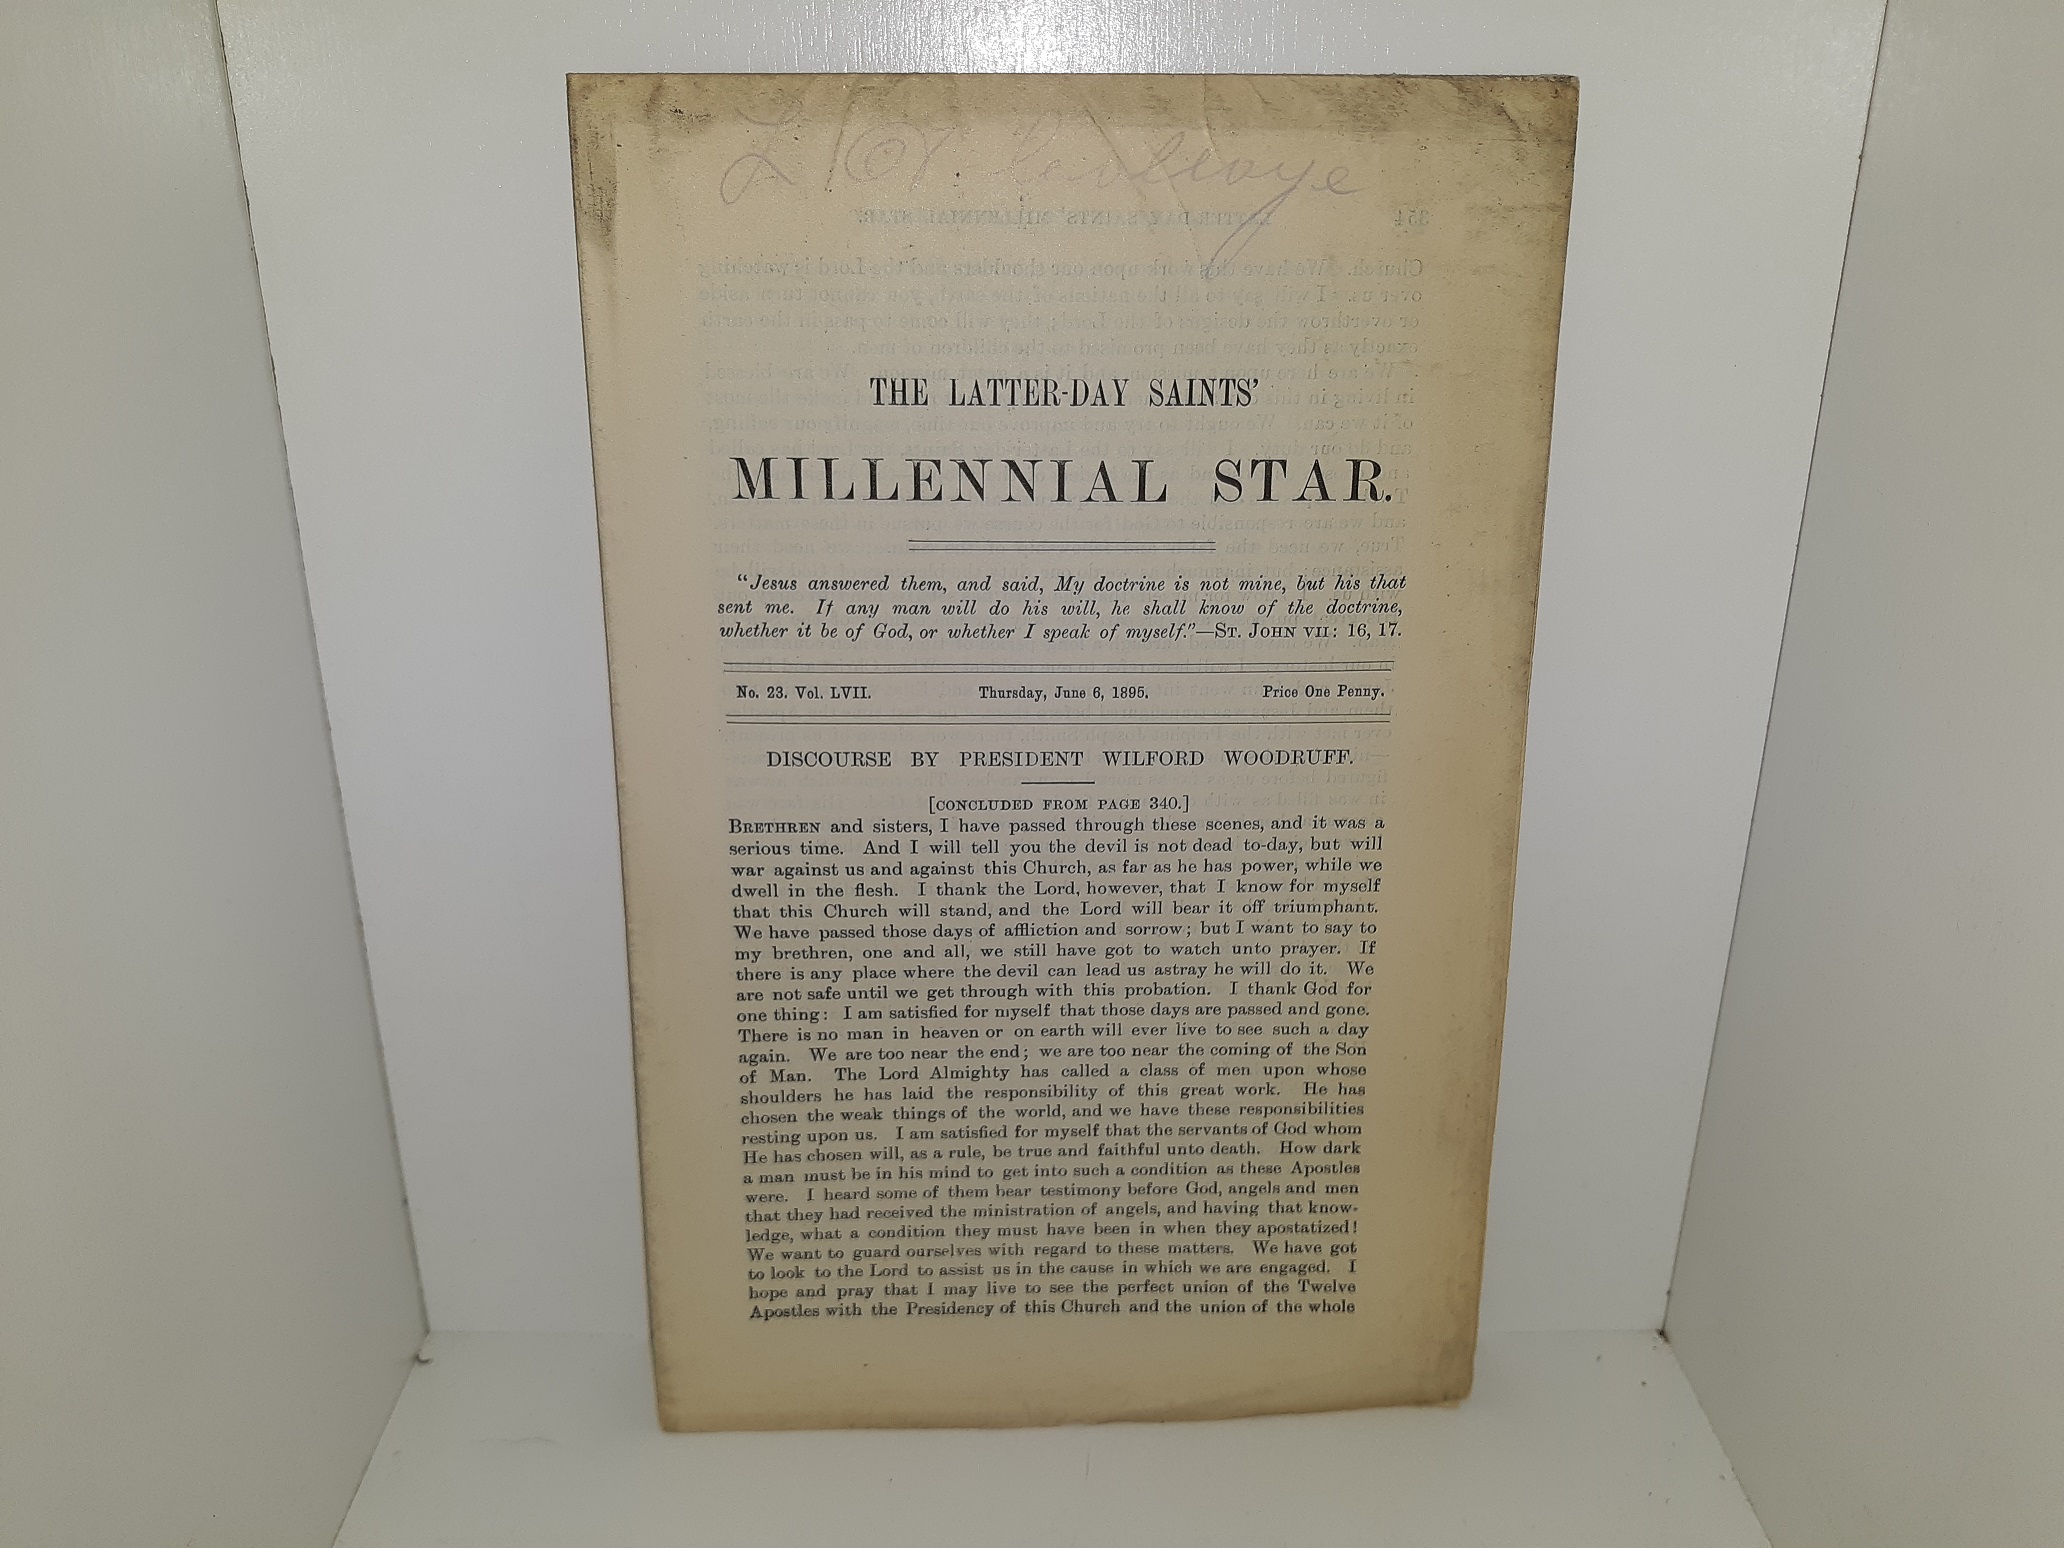 THE LATTER-DAY SAINTS'
MILLENNIAL STAR.
"Jesus answered them, and said, My doctrine is not mine, but his that
sent me. If any man will do his will, he shall know of the doctrine,
whether it be of God, or whether I speak of myself."—ST. JOHN VII: 16, 17.
No. 23. Vol. LVII. Thursday, June 6, 1895. Price One Penny.
DISCOURSE BY PRESIDENT WILFORD WOODRUFF.
[CONCLUDED FROM PAGE 340.]
BRETHREN and sisters, I have passed through these scenes, and it was a
serious time. And I will tell you the devil is not dead to-day, but will
war against us and against this Church, as far as he has power, while we
dwell in the flesh. I thank the Lord, however, that I know for myself
that this Church will stand, and the Lord will bear it off triumphant.
We have passed those days of affliction and sorrow; but I want to say to
my brethren, one and all, we still have got to watch unto prayer. If
there is any place where the devil can lead us astray he will do it. We
are not safe until we get through with this probation. I thank God for
one thing: I am satisfied for myself that those days are passed and gone.
There is no man in heaven or on earth will ever live to see such a day
again. We are too near the end; we are too near the coming of the Son
of Man. The Lord Almighty has called a class of men upon whose
shoulders he has laid the responsibility of this great work. He has
chosen the weak things of the world, and we have these responsibilities
resting upon us. I am satisfied for myself that the servants of God whom
He has chosen will, as a rule, be true and faithful unto death. How dark
a man must be in his mind to get into such a condition as these Apostles
were. I heard some of them bear testimony before God, angels and men
that they had received the ministration of angels, and having that know-
ledge, what a condition they must have been in when they apostatized!
We want to guard ourselves with regard to these matters. We have got
to look to the Lord to assist us in the cause in which we are engaged. I
hope and pray that I may live to see the perfect union of the Twelve
Apostles with the Presidency of this Church and the union of the whole